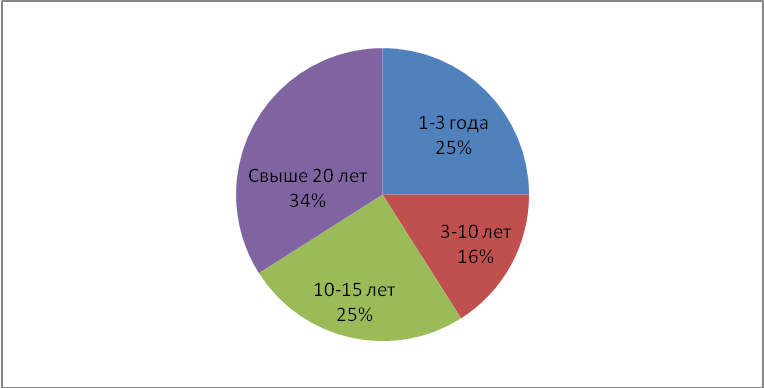 1-3 года
25%
3-10 лет
16%
10-15 лет
25%
Свыше 20 лет
34%